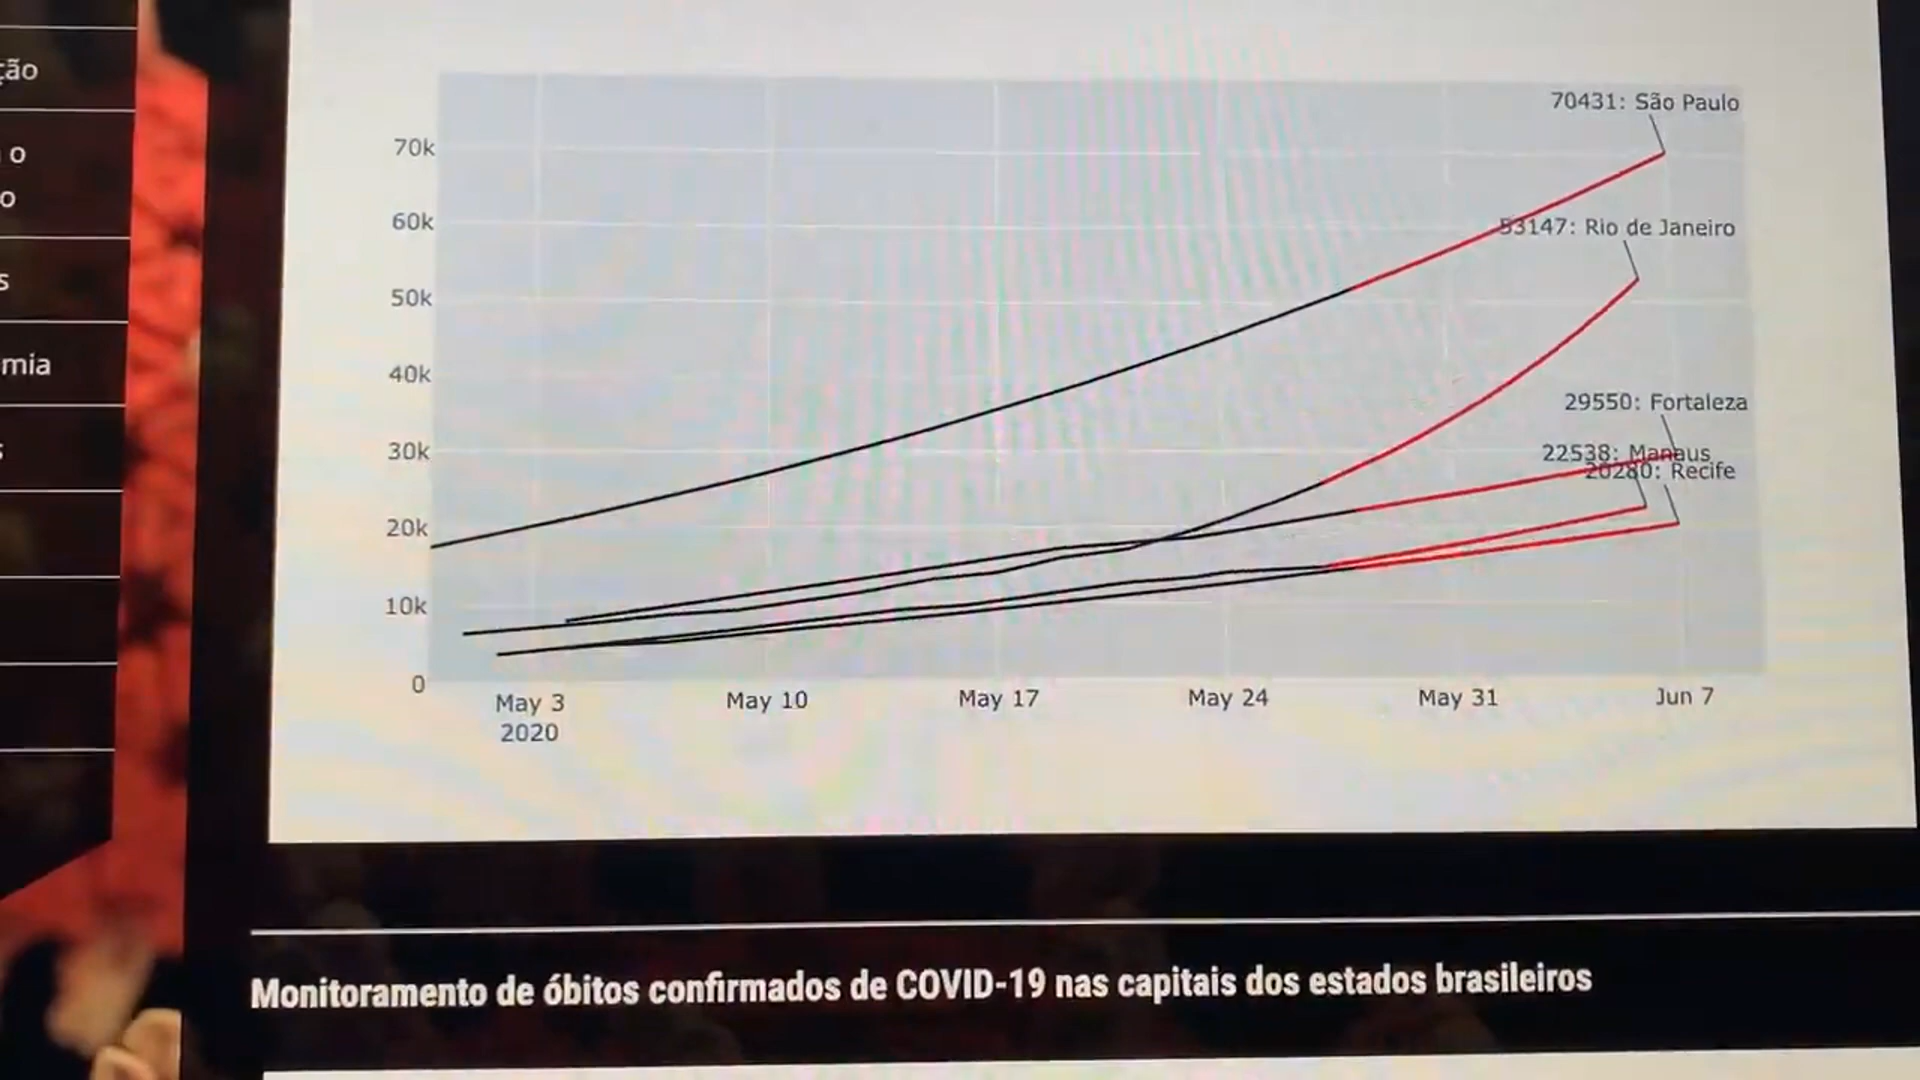 ção
o
o
s
mia
s
70431: São Paulo
70k
60k
53147: Rio de Janeiro
50k
40k
29550: Fortaleza
30k
22538: Manaus
20280: Recife
20k
10k
0
May 3
2020
May 10
May 17
May 24
May 31
Jun 7
Monitoramento de óbitos confirmados de COVID-19 nas capitais dos estados brasileiros